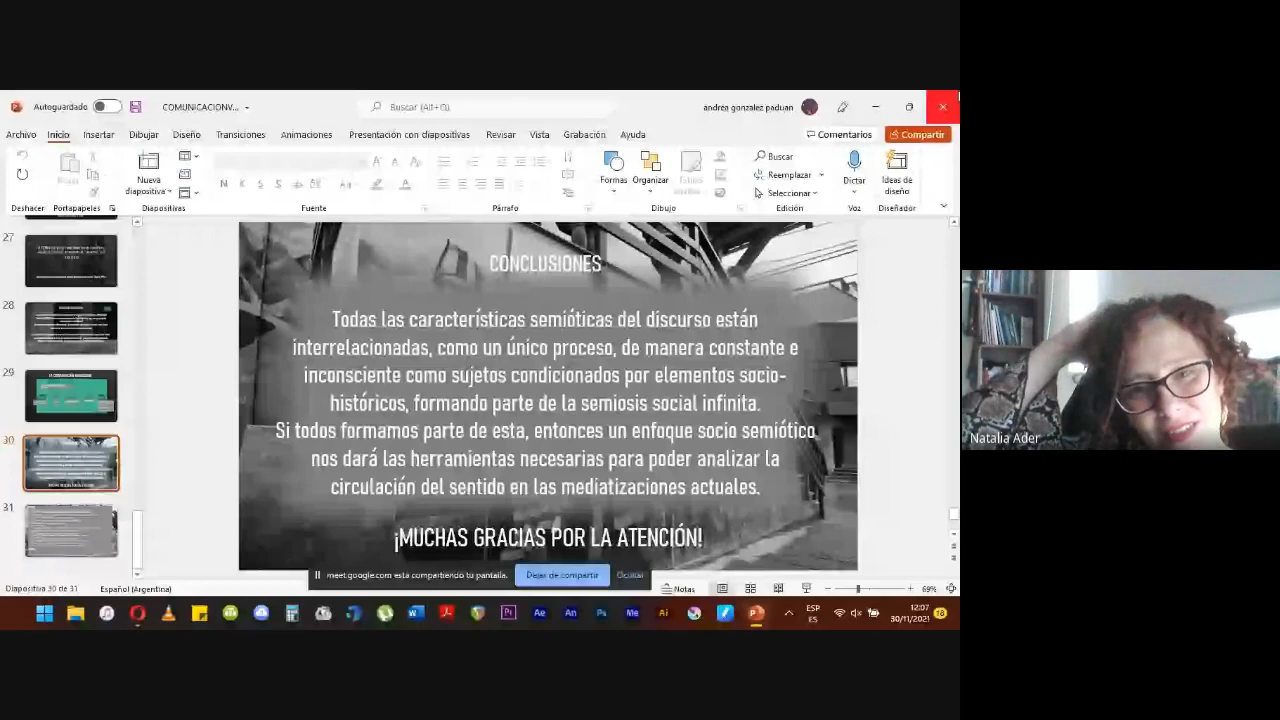 Autoguardado
COMUNICACIONV...
Buscar (Alt+Q)
andrea gonzalez paduan
Archivo Inicio Insertar Dibujar Diseño Transiciones Animaciones Presentación con diapositivas Revisar Vista Grabación Ayuda
Comentarios Compartir
Nueva diapositiva
Formas
Organizar
Buscar
Reemplazar
Seleccionar
Dictar
Ideas de diseño
Deshacer Portapapeles Diapositivas Fuente Párrafo Dibujo Edición Voz Diseñador
27
28
29
30
31
CONCLUSIONES
Todas las características semióticas del discurso están
interrelacionadas, como un único proceso, de manera constante e
inconsciente como sujetos condicionados por elementos socio-
históricos, formando parte de la semiosis social infinita.
Si todos formamos parte de esta, entonces un enfoque socio semiótico
nos dará las herramientas necesarias para poder analizar la
circulación del sentido en las mediatizaciones actuales.
¡MUCHAS GRACIAS POR LA ATENCIÓN!
meet.google.com está compartiendo tu pantalla. Dejar de compartir Ocultar
Diapositiva 30 de 31 Español (Argentina) Notas 69%
Pr Ae An Ps Me Ai
ESP
ES
12:07
30/11/2021
18
Natalia Ader